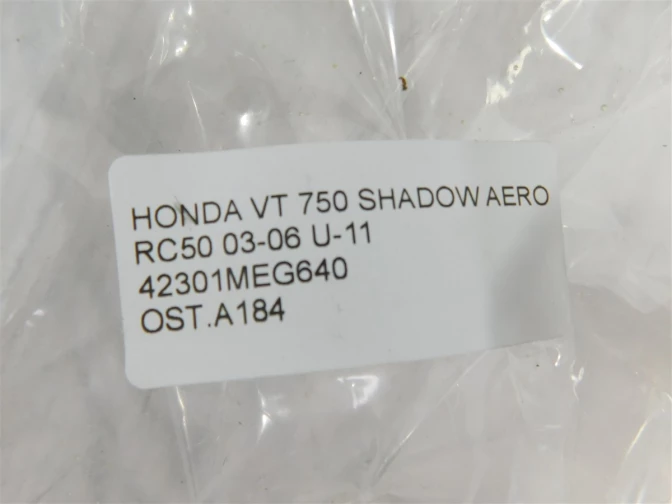 HONDA VT 750 SHADOW AERO
RC50 03-06 U-11
42301MEG640
OST.A184